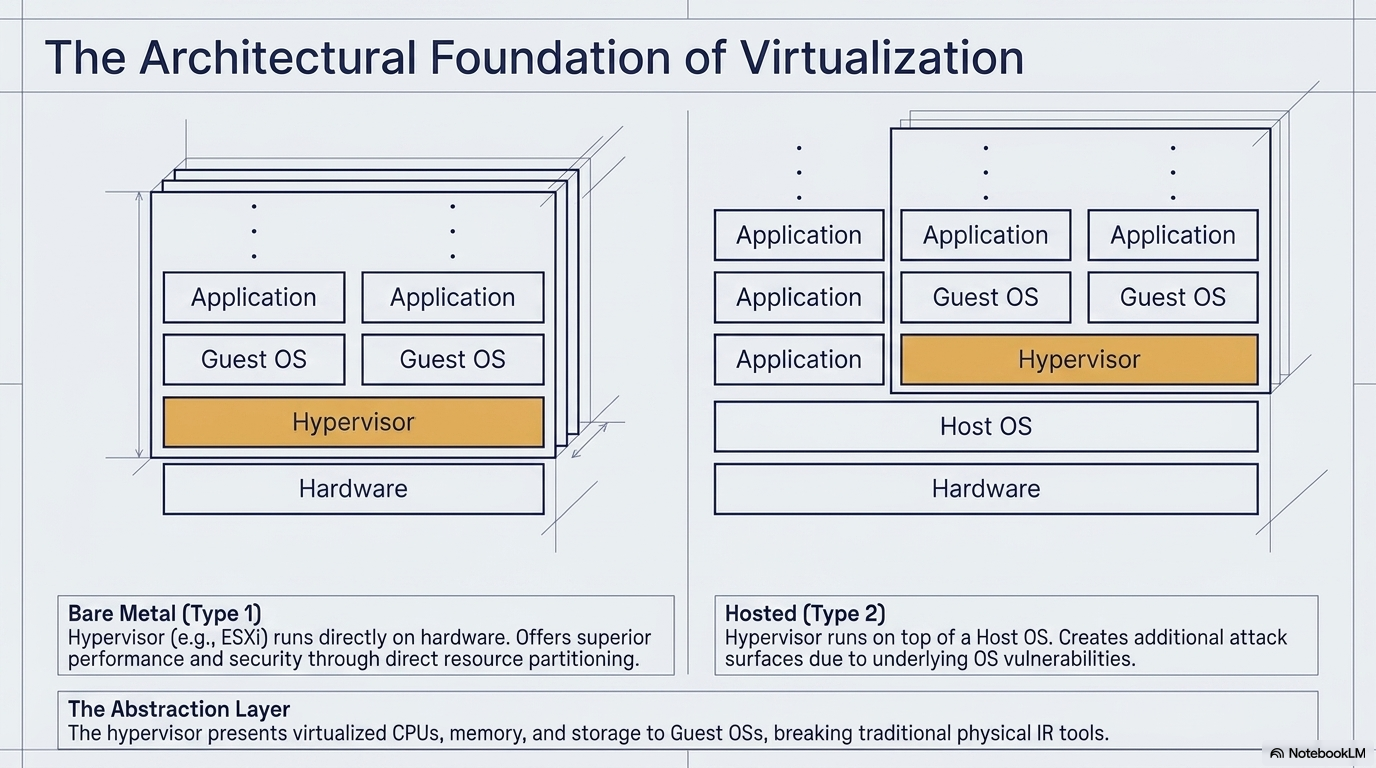 The Architectural Foundation of Virtualization
Application Application
Guest OS Guest OS
Hypervisor
Hardware
Application Application Application
Application Guest OS Guest OS
Application Hypervisor
Host OS
Hardware
Bare Metal (Type 1)
Hypervisor (e.g., ESXi) runs directly on hardware. Offers superior
performance and security through direct resource partitioning.
Hosted (Type 2)
Hypervisor runs on top of a Host OS. Creates additional attack
surfaces due to underlying OS vulnerabilities.
The Abstraction Layer
The hypervisor presents virtualized CPUs, memory, and storage to Guest OSs, breaking traditional physical IR tools.
NotebookLM